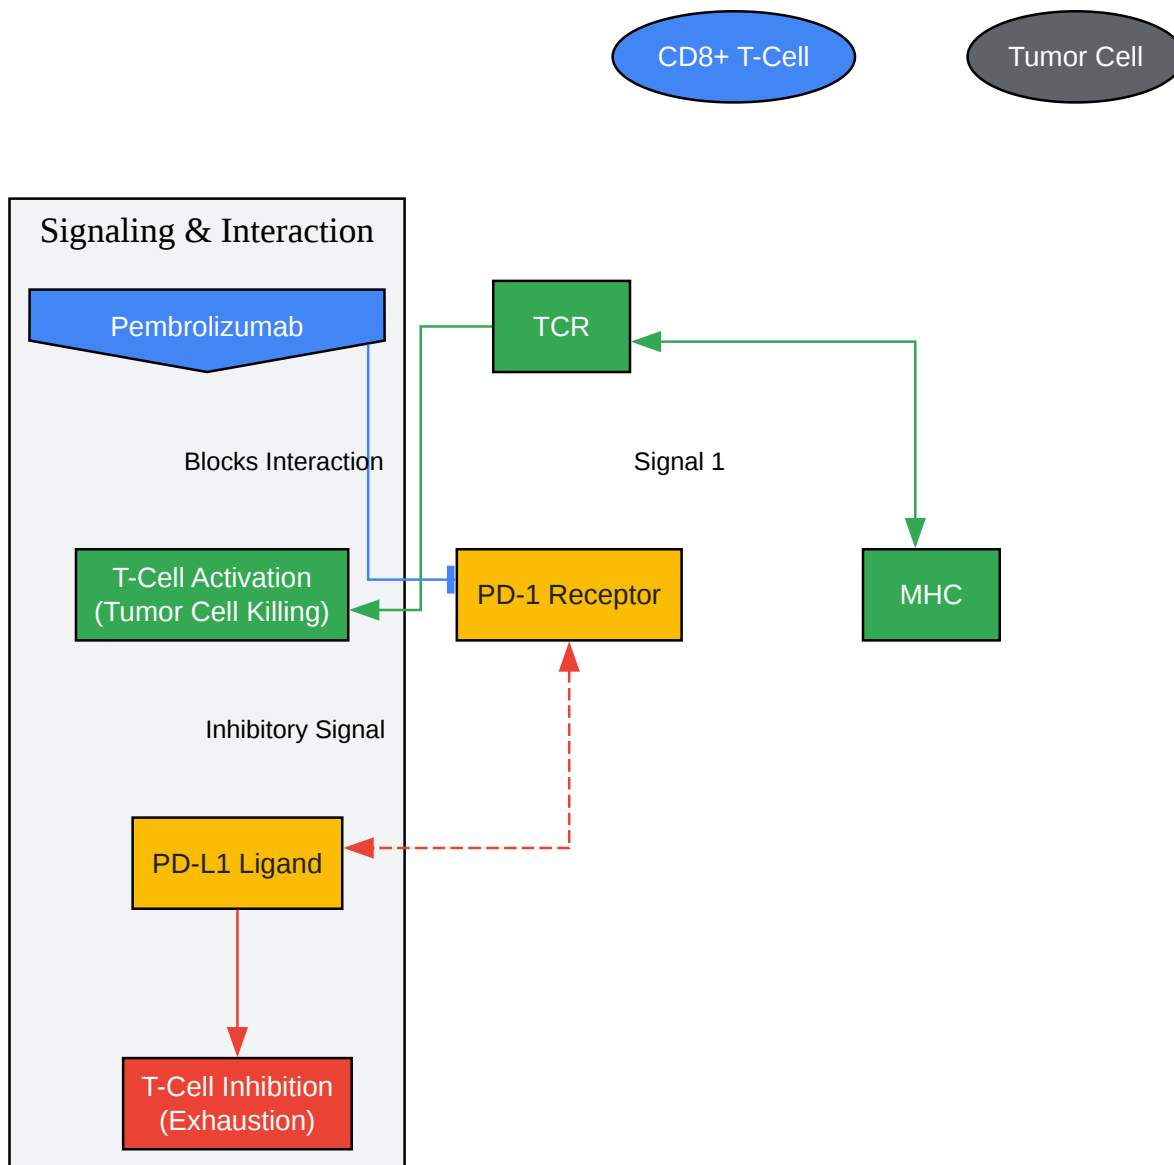 CD8+ T-Cell
Tumor Cell
Signaling & Interaction
Pembrolizumab
TCR
Blocks Interaction
Signal 1
T-Cell Activation
(Tumor Cell Killing)
PD-1 Receptor
MHC
Inhibitory Signal
PD-L1 Ligand
T-Cell Inhibition
(Exhaustion)